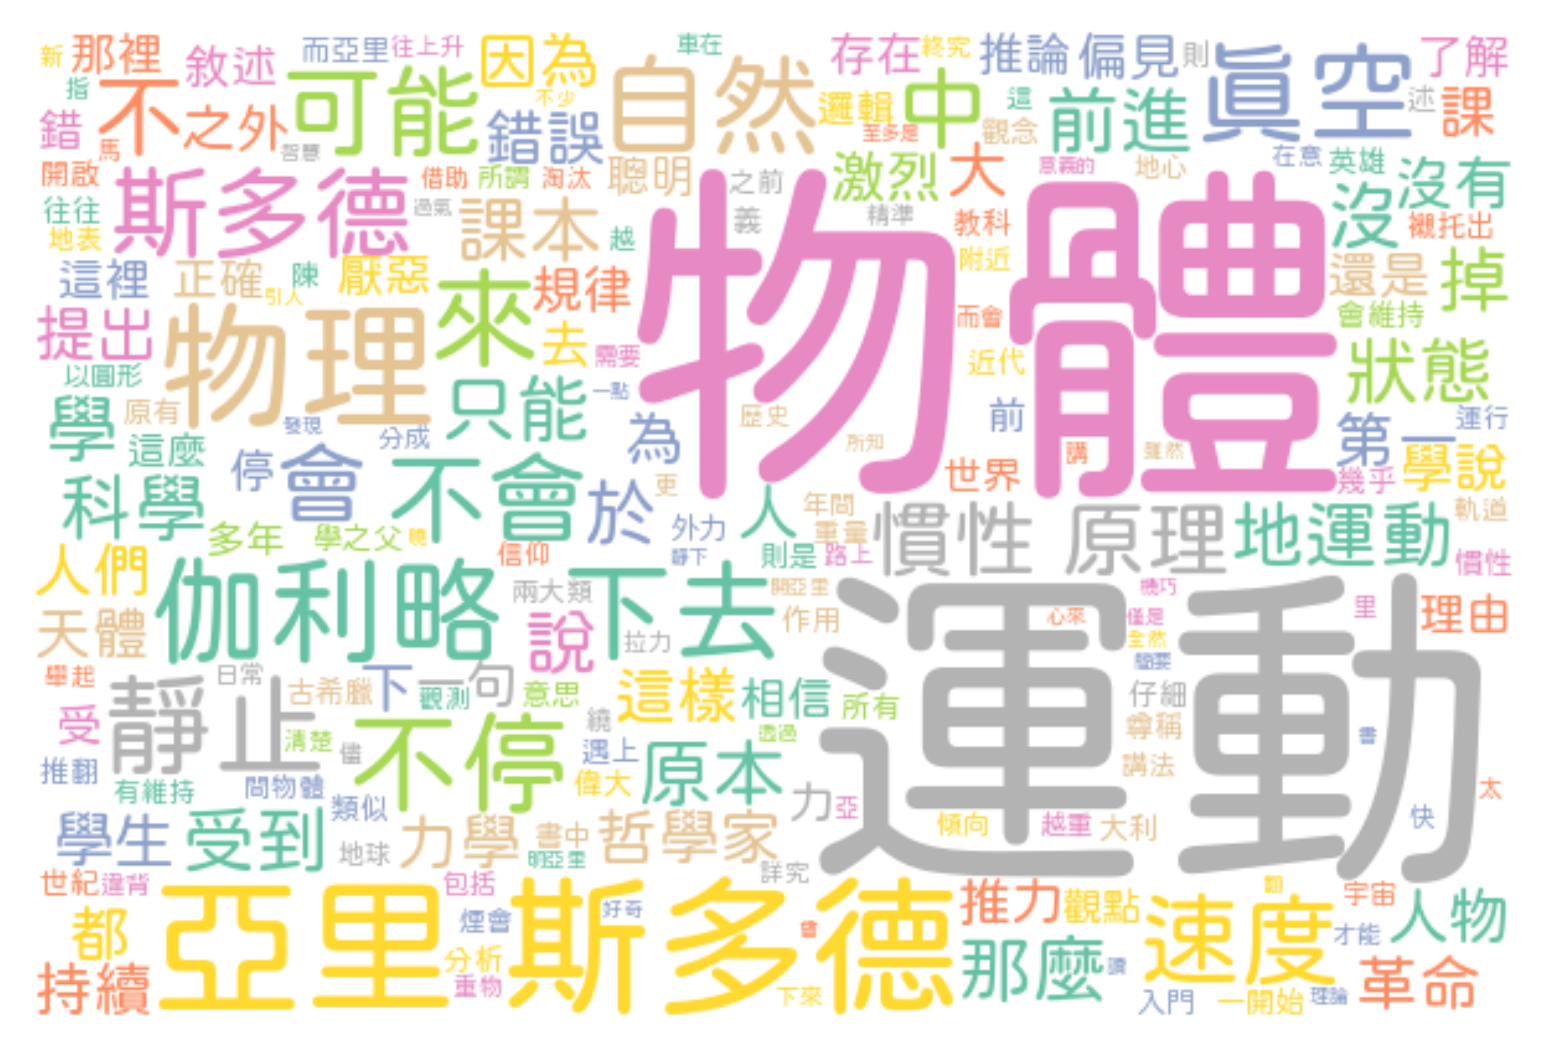 新 那裡 敘述 而亞里 往上升 因為 自然 車在 存在 終究 推論 偏見 則 眞空 了解
指 不 之外 可能 不少 錯誤 邏輯 中 這 前進 述 課
錯 馬 智慧 至多是 觀念 在意 英雄
開啟 斯多德 借助 所謂 淘汰 聰明 之前 激烈 大 意義的 地心 沒 沒有
往往 過氣 課本 越 義 精準 教科 物體 襯托出
地表 這裡 正確 引人 陳 厭惡 來 規律 附近 還是 掉
提出 物理 去 需要 而會 會維持
以圓形 只能 一點 近代 狀態
學 原有 發現 分成 為 歷史 所知 前 講 雖然 第一 運行
這麼 停 會 不會 於 更 世界 幾乎 學說
科學 多年 學之父 曉 信仰 外力 靜下 人 年間 重量 則是 路上 慣性 原理 地運動 軌道
人們 伽利略 下去 兩大類 開亞里 慣性
天體 說 拉力 作用 運動 心來 機巧 僅是 全然 簡要 里 理由
舉起 靜止 日常 古希臘 下一句 觀測 意思 這樣 相信 所有 仔細
受 清楚 儘 不停 繞 遇上 透過 尊稱 書
推翻 有維持 間物體 類似 偉大 原本 力 亞 講法 太
學生 受到 地球 力學 書中 明亞里 哲學家 詳究 傾向 越重 大利 快
世紀 違背 亞里斯多德 包括 好奇 推力 觀點 翻 宇宙
都 煙會 會 速度 才能 人物
持續 分析 重物 下來 那麼 讀 入門 一開始 理論 革命